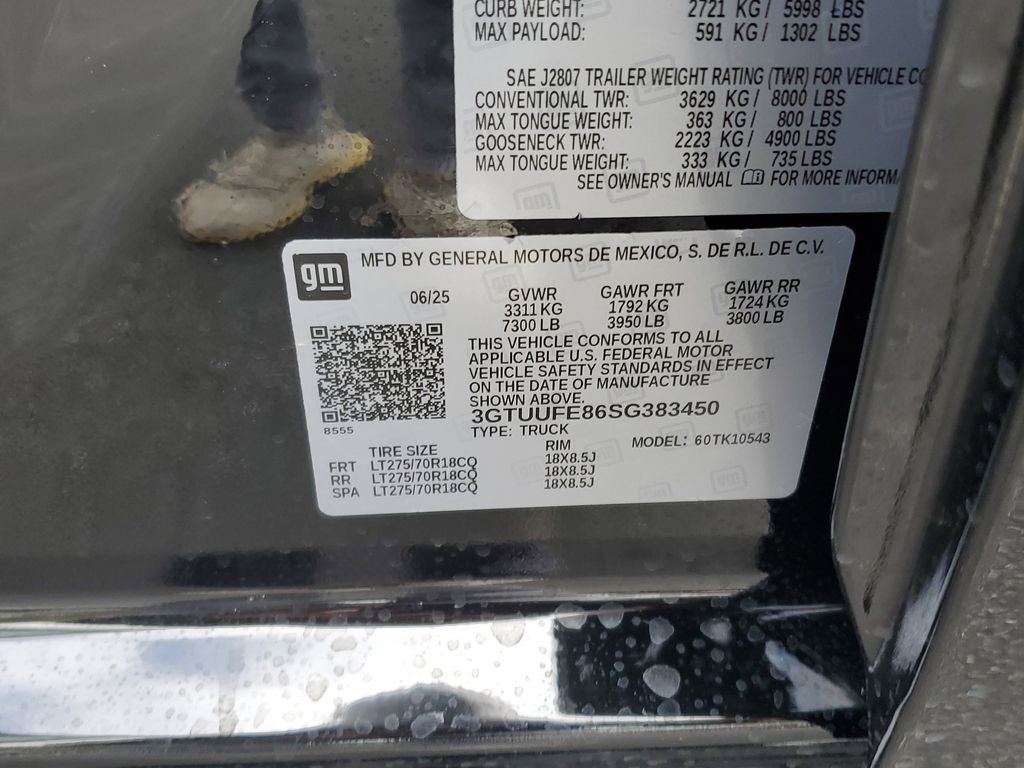 CURB WEIGHT: 2721 KG / 5998 LBS
MAX PAYLOAD: 591 KG / 1302 LBS
SAE J2807 TRAILER WEIGHT RATING (TWR) FOR VEHICLE
CONVENTIONAL TWR: 3629 KG / 8000 LBS
MAX TONGUE WEIGHT: 363 KG / 800 LBS
GOOSENECK TWR: 2223 KG / 4900 LBS
MAX TONGUE WEIGHT: 333 KG / 735 LBS
SEE OWNER'S MANUAL FOR MORE INFORM
gm MFD BY GENERAL MOTORS DE MEXICO, S. DE R.L. DE C.V.
06/25 GVWR GAWR FRT GAWR RR
3311 KG 1792 KG 1724 KG
7300 LB 3950 LB 3800 LB
THIS VEHICLE CONFORMS TO ALL
APPLICABLE U.S. FEDERAL MOTOR
VEHICLE SAFETY STANDARDS IN EFFECT
ON THE DATE OF MANUFACTURE
SHOWN ABOVE.
3GTUUFE86SG383450
8555 TYPE: TRUCK MODEL: 60TK10543
TIRE SIZE RIM
FRT LT275/70R18CQ 18X8.5J
RR LT275/70R18CQ 18X8.5J
SPA LT275/70R18CQ 18X8.5J